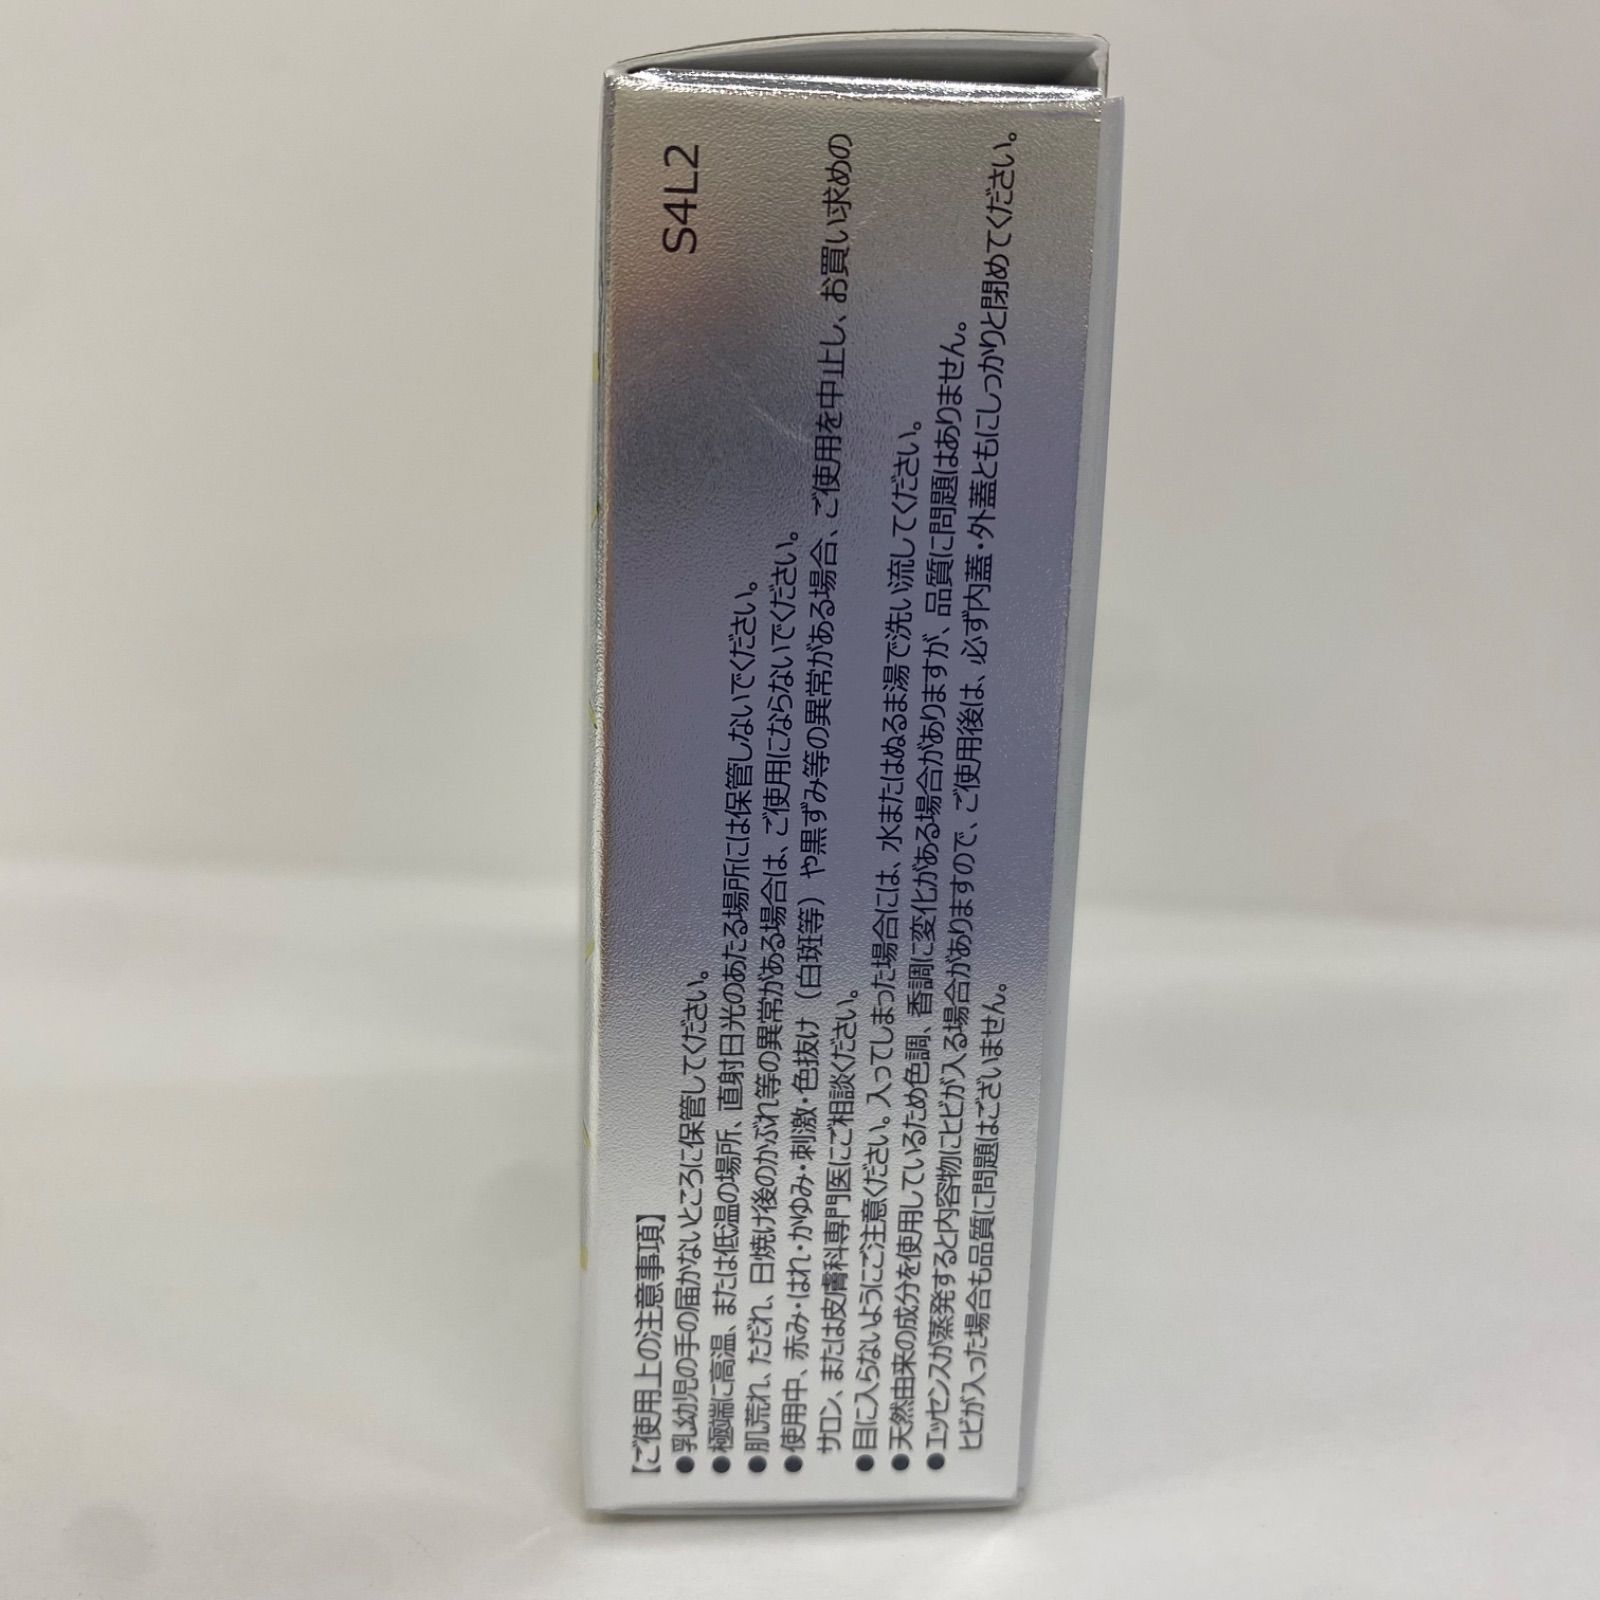 S4L2
【ご使用上の注意事項】
●乳幼児の手の届かないところに保管してください。
●極端に高温、または低温の場所、直射日光のあたる場所には保管しないでください。
●肌荒れ、ただれ、日焼け後のかぶれ等の異常がある場合は、ご使用にならないでください。
●使用中、赤み・はれ・かゆみ・刺激・色抜け（白斑等）や黒ずみ等の異常がある場合、ご使用を中止し、お買い求めの
サロン、または皮膚科専門医にご相談ください。
●目に入らないようにご注意ください。入ってしまった場合には、水またはぬるま湯で洗い流してください。
●天然由来の成分を使用しているため色調、香調に変化がある場合がありますが、品質に問題はありません。
●エッセンスが蒸発すると内容物にヒビが入る場合がありますので、ご使用後は、必ず内蓋・外蓋ともにしっかりと閉めてください。
ヒビが入った場合も品質に問題はございません。